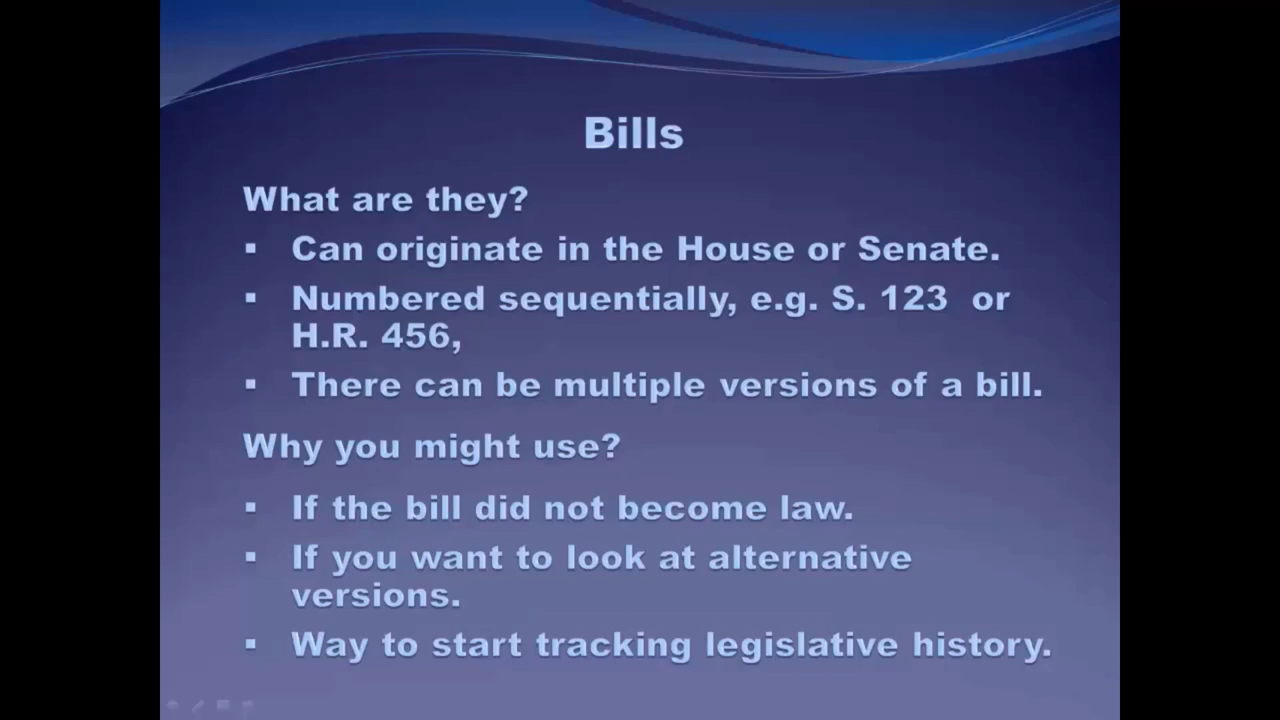 Bills
What are they?
▪ Can originate in the House or Senate.
▪ Numbered sequentially, e.g. S. 123 or
H.R. 456,
▪ There can be multiple versions of a bill.
Why you might use?
▪ If the bill did not become law.
▪ If you want to look at alternative
versions.
▪ Way to start tracking legislative history.